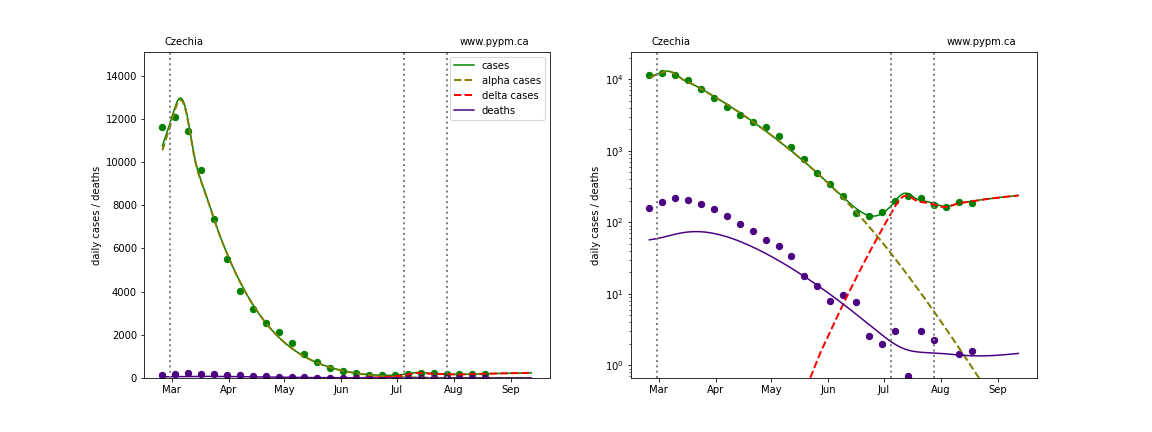 Czechia
www.pypm.ca
daily cases / deaths
14000
12000
10000
8000
6000
4000
2000
0
Mar
Apr
May
Jun
Jul
Aug
Sep
cases
alpha cases
delta cases
deaths
Czechia
www.pypm.ca
daily cases / deaths
10⁴
10³
10²
10¹
10⁰
Mar
Apr
May
Jun
Jul
Aug
Sep